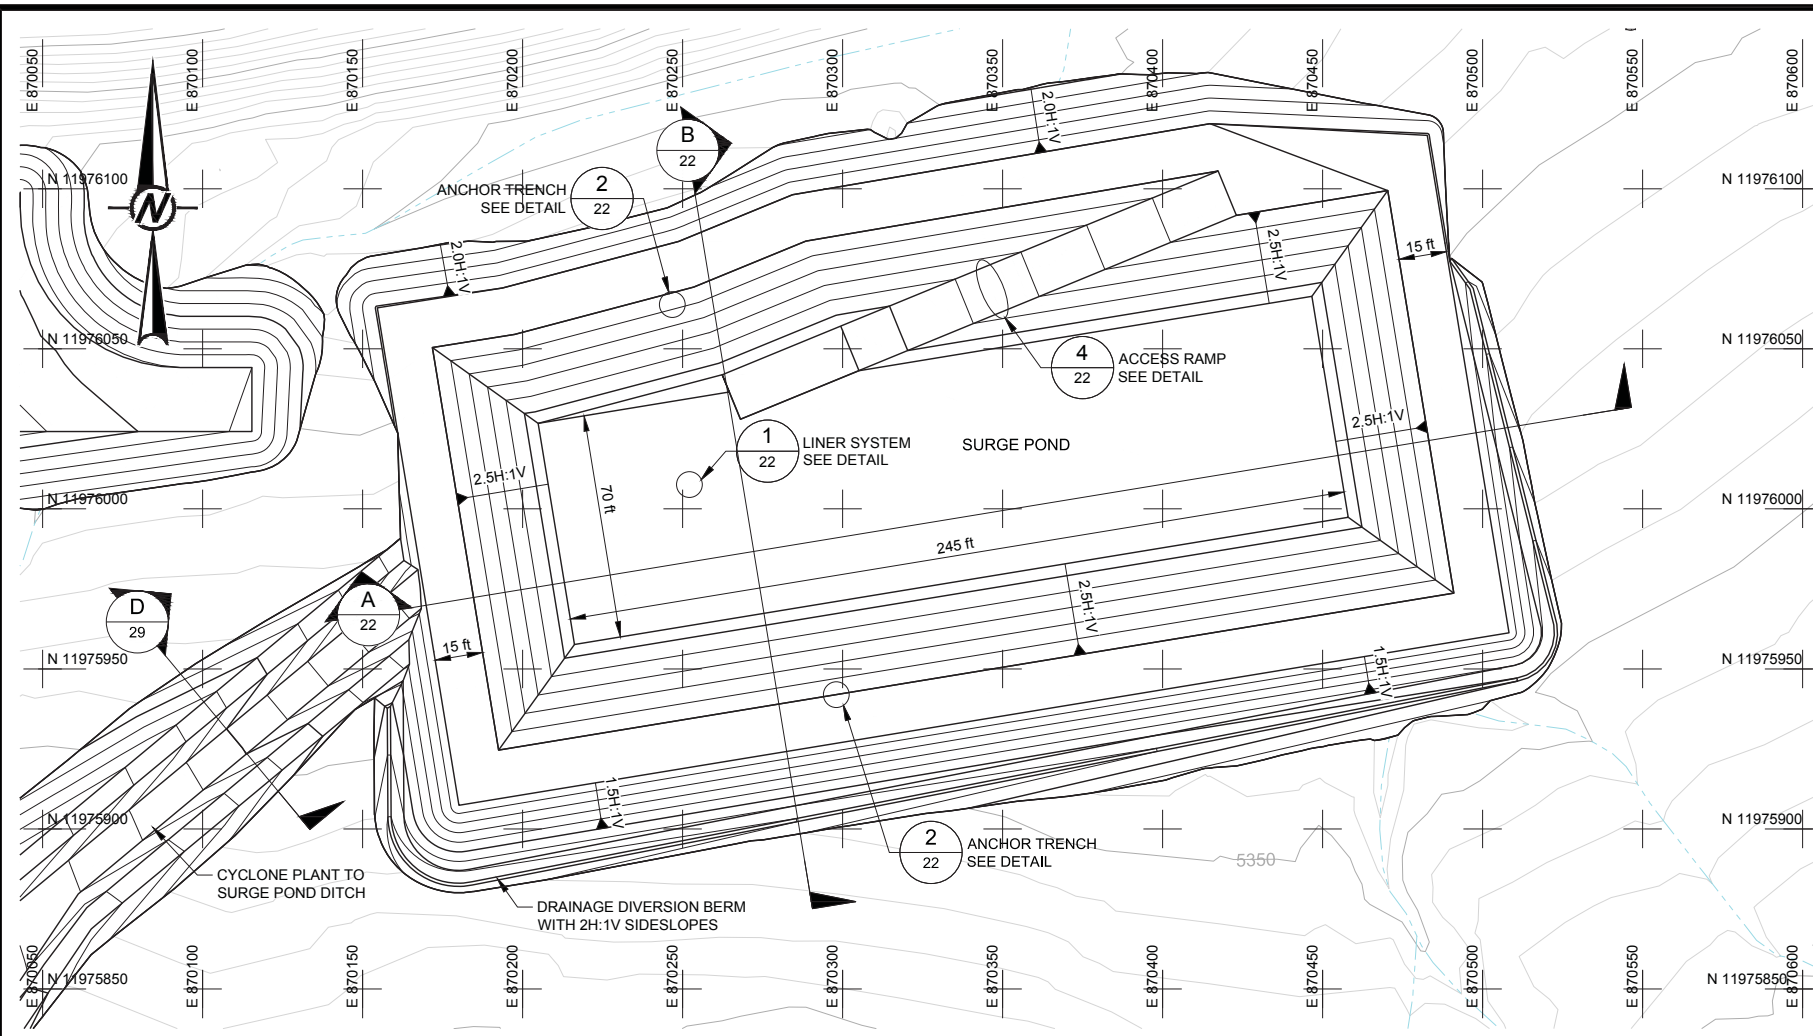 E 870050
E 870100
E 870150
E 870200
E 870250
E 870300
E 870350
E 870400
E 870450
E 870500
E 870550
E 870600
N 11976100
N 11976100
N
B
22
2
22
ANCHOR TRENCH
SEE DETAIL
2.0H:1V
2.0H:1V
2.5H:1V
15 ft
N 11976050
N 11976050
4
22
ACCESS RAMP
SEE DETAIL
1
22
LINER SYSTEM
SEE DETAIL
SURGE POND
2.5H:1V
2.5H:1V
70 ft
N 11976000
N 11976000
245 ft
2.5H:1V
D
29
A
22
15 ft
N 11975950
N 11975950
1.5H:1V
1.5H:1V
N 11975900
N 11975900
2
22
ANCHOR TRENCH
SEE DETAIL
5350
CYCLONE PLANT TO
SURGE POND DITCH
DRAINAGE DIVERSION BERM
WITH 2H:1V SIDESLOPES
N 11975850
N 11975850
E 870050
E 870100
E 870150
E 870200
E 870250
E 870300
E 870350
E 870400
E 870450
E 870500
E 870550
E 870600